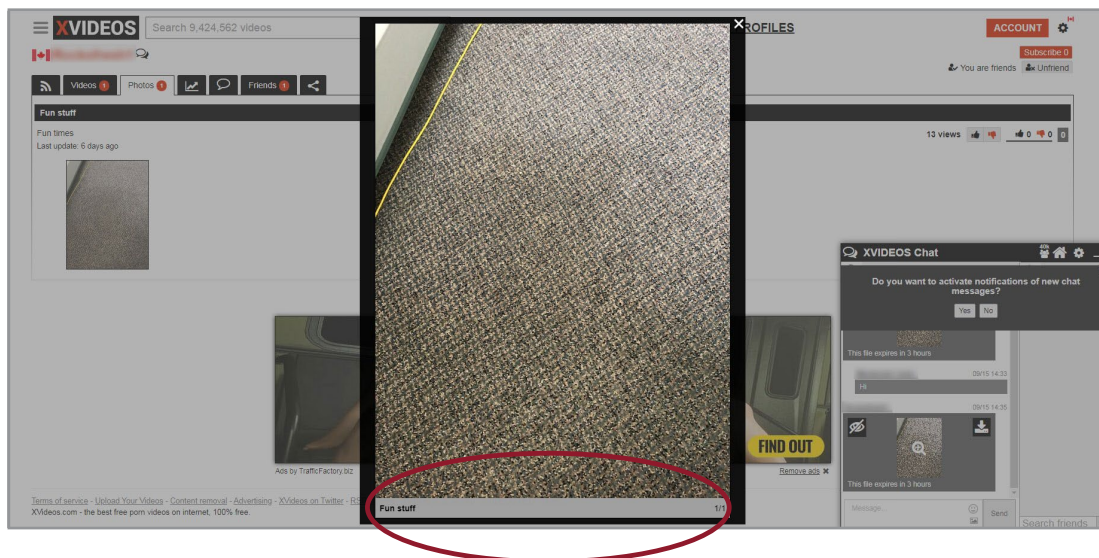 XVIDEOS
Search 9,424,562 videos
PROFILES
ACCOUNT
Subscribe 0
You are friends
Unfriend
Videos 1
Photos 1
Friends 1
Fun stuff
Fun times
Last update: 6 days ago
13 views
0 0 0
XVIDEOS Chat
Do you want to activate notifications of new chat
messages?
Yes No
This file expires in 3 hours
09/15 14:33
Hi
09/15 14:35
This file expires in 3 hours
Message...
Send
Search friends
FIND OUT
Ads by TrafficFactory.biz
Remove ads
Terms of service - Upload Your Videos - Content removal - Advertising - XVideos on Twitter - RS
XVideos.com - the best free porn videos on internet, 100% free.
Fun stuff
1/1